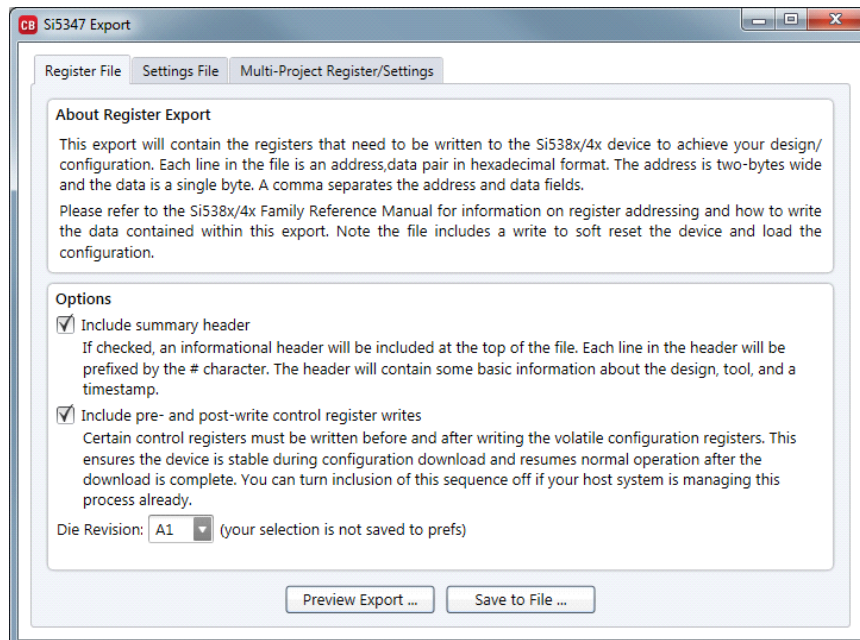 CB Si5347 Export
Register File Settings File Multi-Project Register/Settings
About Register Export
This export will contain the registers that need to be written to the Si538x/4x device to achieve your design/
configuration. Each line in the file is an address,data pair in hexadecimal format. The address is two-bytes wide
and the data is a single byte. A comma separates the address and data fields.
Please refer to the Si538x/4x Family Reference Manual for information on register addressing and how to write
the data contained within this export. Note the file includes a write to soft reset the device and load the
configuration.
Options
Include summary header
If checked, an informational header will be included at the top of the file. Each line in the header will be
prefixed by the # character. The header will contain some basic information about the design, tool, and a
timestamp.
Include pre- and post-write control register writes
Certain control registers must be written before and after writing the volatile configuration registers. This
ensures the device is stable during configuration download and resumes normal operation after the
download is complete. You can turn inclusion of this sequence off if your host system is managing this
process already.
Die Revision: A1 (your selection is not saved to prefs)
Preview Export ... Save to File ...